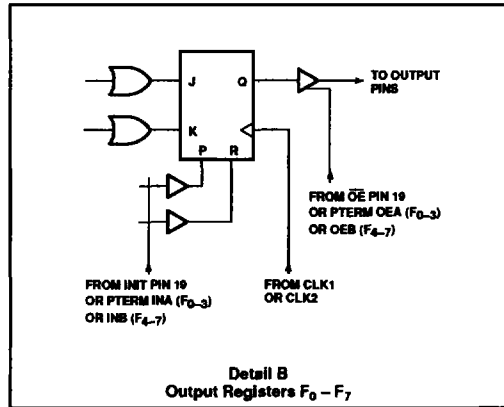 J
Q
TO OUTPUT
PINS
K
P R
FROM OE PIN 19
OR PTERM OEA (F0–3)
OR OEB (F4–7)
FROM INIT PIN 19
OR PTERM INA (F0–3)
OR INB (F4–7)
FROM CLK1
OR CLK2
Detail B
Output Registers F0 – F7